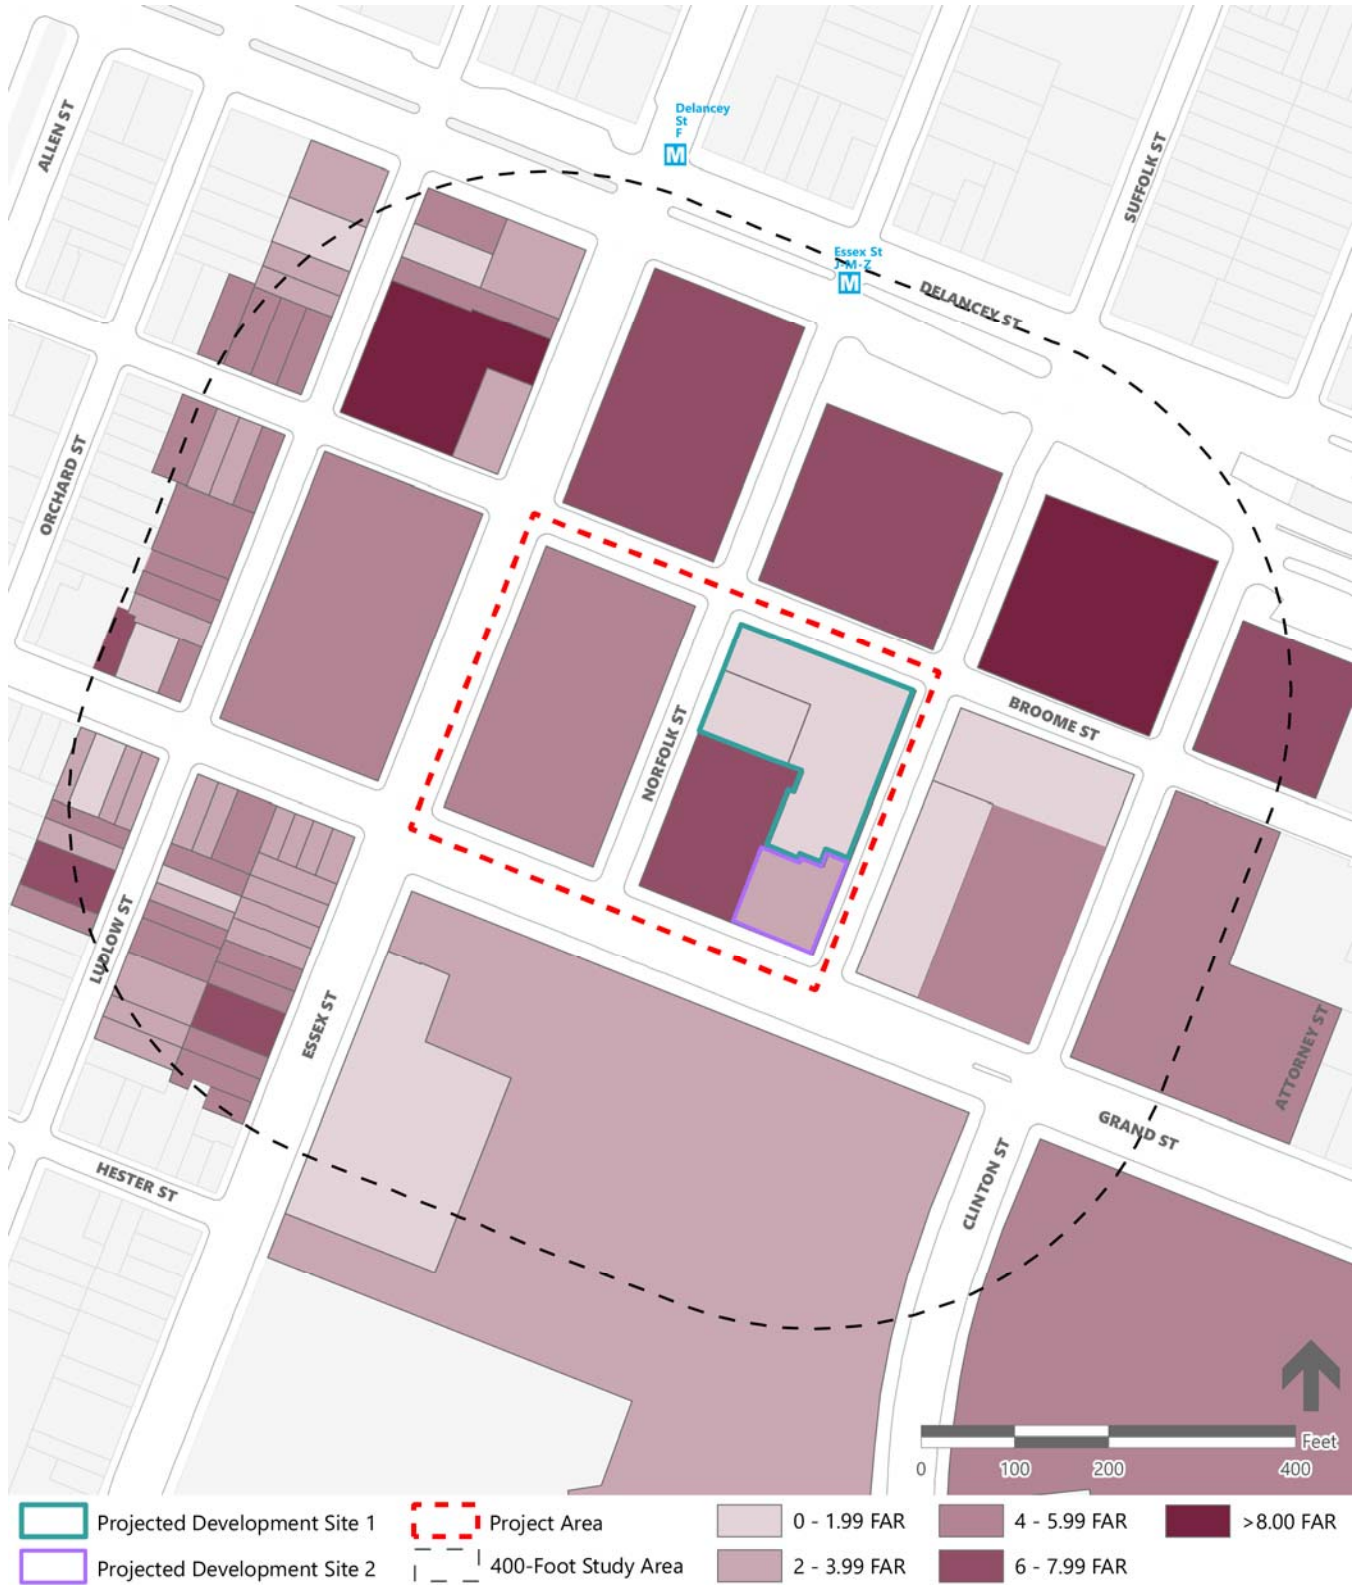 Delancey
St
F
M
ALLEN ST
SUFFOLK ST
Essex St
J-M-Z
M
DELANCEY ST
ORCHARD ST
BROOME ST
NORFOLK ST
LUDLOW ST
ESSEX ST
ATTORNEY ST
GRAND ST
CLINTON ST
HESTER ST
Feet
0 100 200 400
Projected Development Site 1
Project Area
0 - 1.99 FAR
4 - 5.99 FAR
>8.00 FAR
Projected Development Site 2
400-Foot Study Area
2 - 3.99 FAR
6 - 7.99 FAR